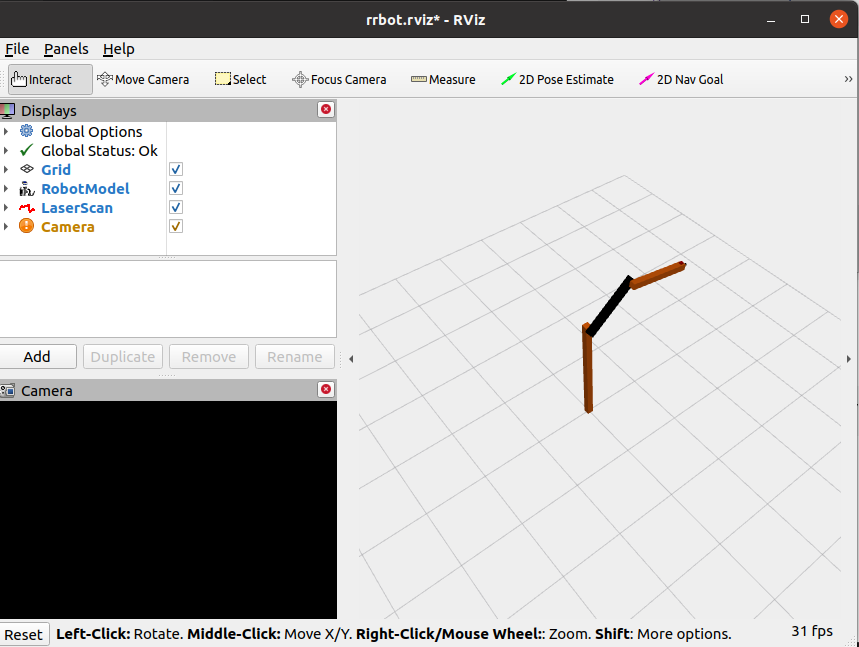 rrbot.rviz* - RViz
File Panels Help
Interact Move Camera Select Focus Camera Measure 2D Pose Estimate 2D Nav Goal »
Displays
Global Options
Global Status: Ok
Grid
RobotModel
LaserScan
Camera
Add Duplicate Remove Rename
Camera
Reset Left-Click: Rotate. Middle-Click: Move X/Y. Right-Click/Mouse Wheel:: Zoom. Shift: More options. 31 fps